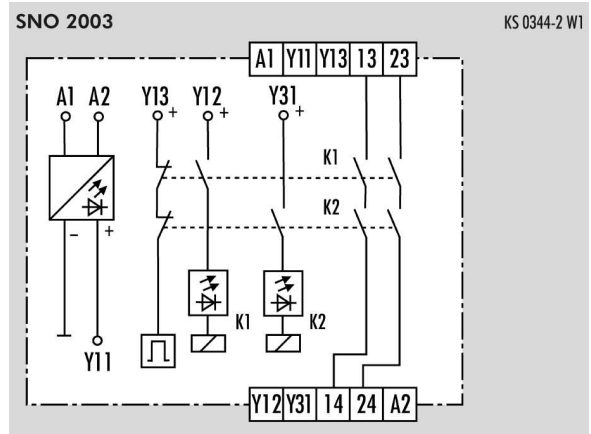 SNO 2003 KS 0344-2 W1
A1 Y11 Y13 13 23
A1 A2 Y13 + Y12 + Y31 +
K1
K2
- +
K1 K2
Y11
Y12 Y31 14 24 A2